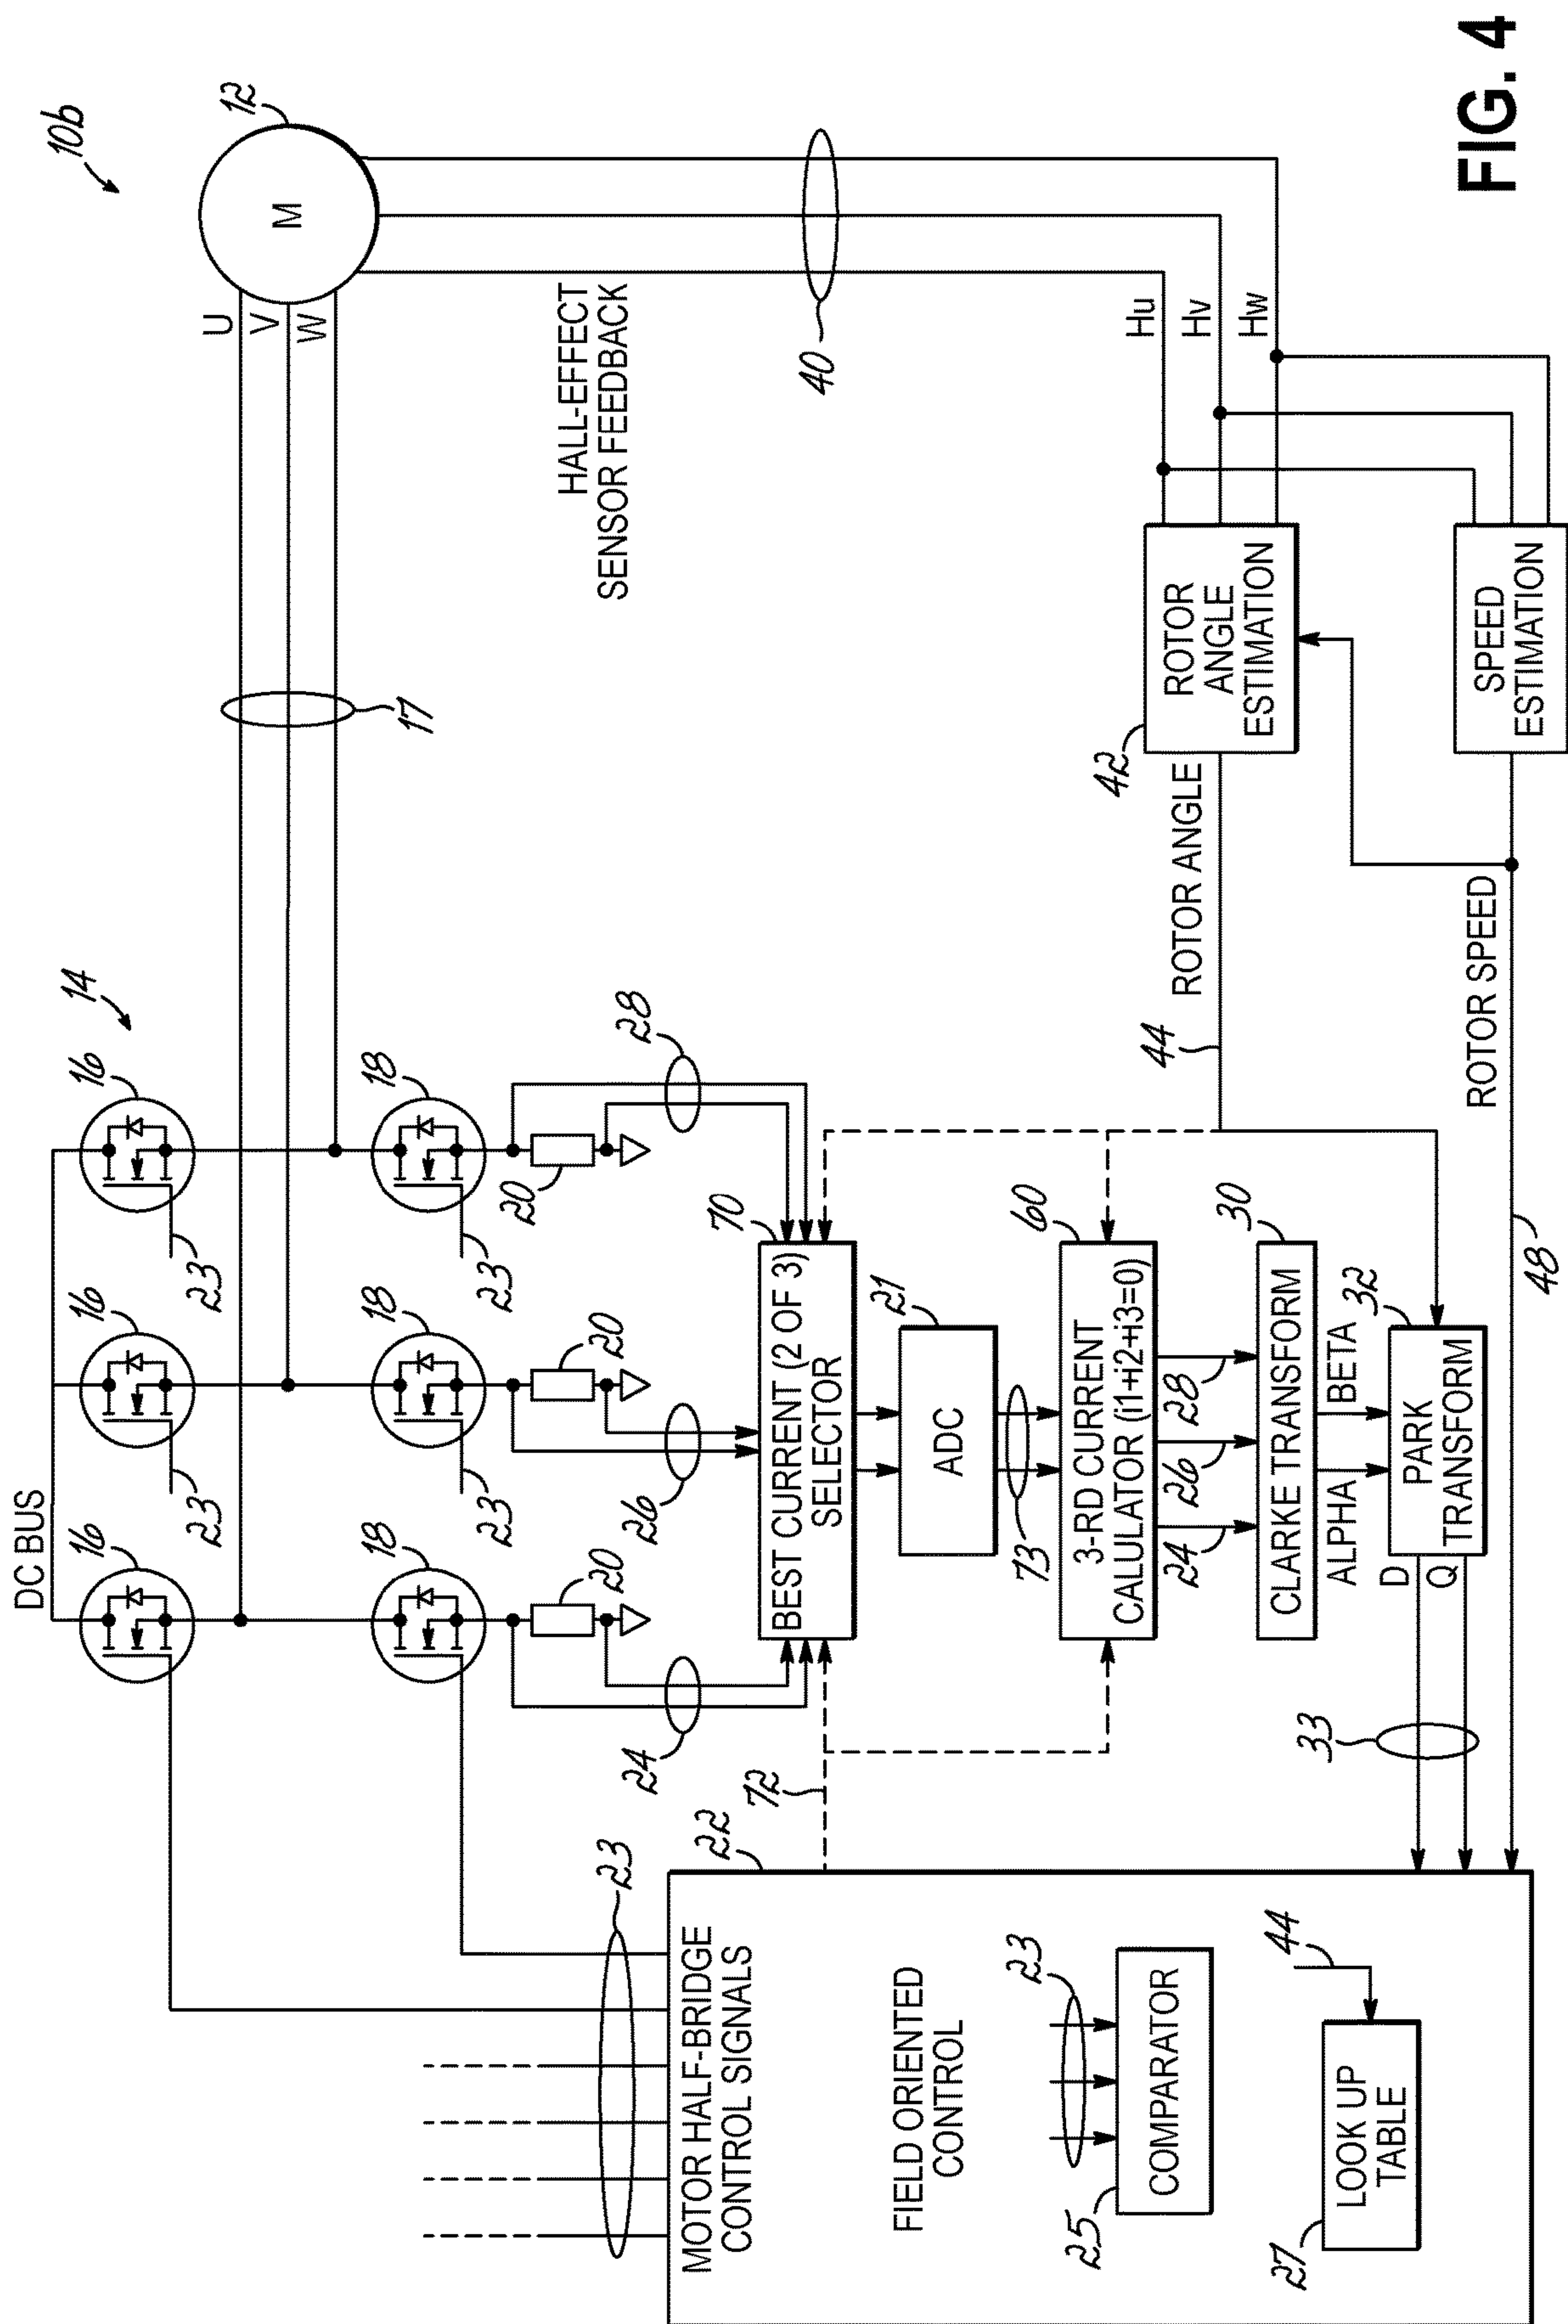 10b
12
M
U
V
W
17
HALL-EFFECT
SENSOR FEEDBACK
40
Hu
Hv
Hw
DC BUS
14
16
16
16
18
18
18
23
23
23
23
20
20
20
24
26
28
23
MOTOR HALF-BRIDGE
CONTROL SIGNALS
22
72
70
BEST CURRENT (2 OF 3)
SELECTOR
21
ADC
73
60
3-RD CURRENT
CALULATOR (i1+i2+i3=0)
24
26
28
30
CLARKE TRANSFORM
ALPHA
BETA
32
PARK
TRANSFORM
D
Q
33
FIELD ORIENTED
CONTROL
23
COMPARATOR
25
44
LOOK UP
TABLE
27
44
ROTOR ANGLE
42
ROTOR
ANGLE
ESTIMATION
ROTOR SPEED
48
SPEED
ESTIMATION
FIG. 4